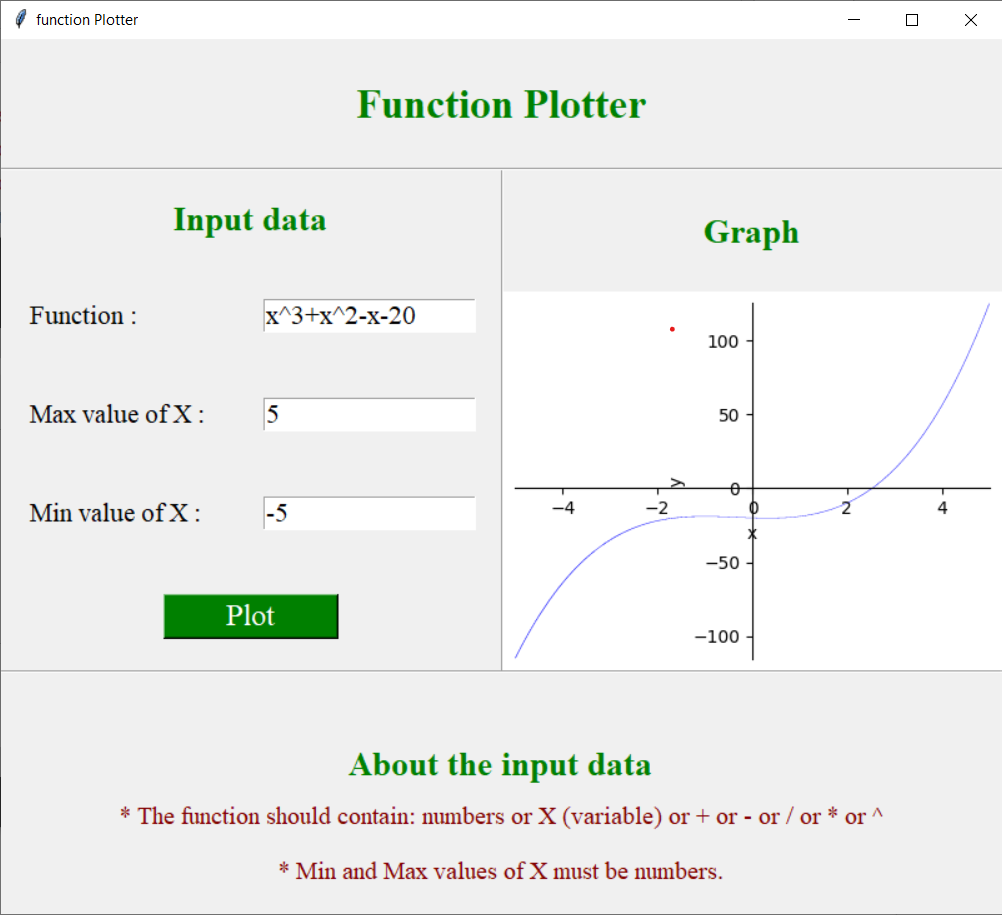 function Plotter
Function Plotter
Input data
Function :
x^3+x^2-x-20
Max value of X :
5
Min value of X :
-5
Plot
Graph
100
50
y
0
−4
−2
0
2
4
x
−50
−100
About the input data
* The function should contain: numbers or X (variable) or + or - or / or * or ^
* Min and Max values of X must be numbers.